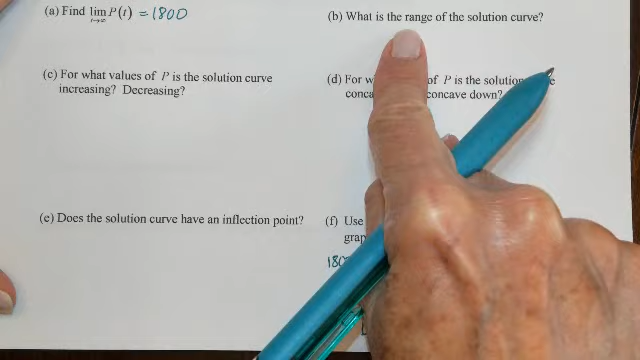 (a) Find lim P(t) = 1800
t→∞
(b) What is the range of the solution curve?
(c) For what values of P is the solution curve
increasing? Decreasing?
(d) For of P is the solution
concave down?
(e) Does the solution curve have an inflection point?
(f) Use